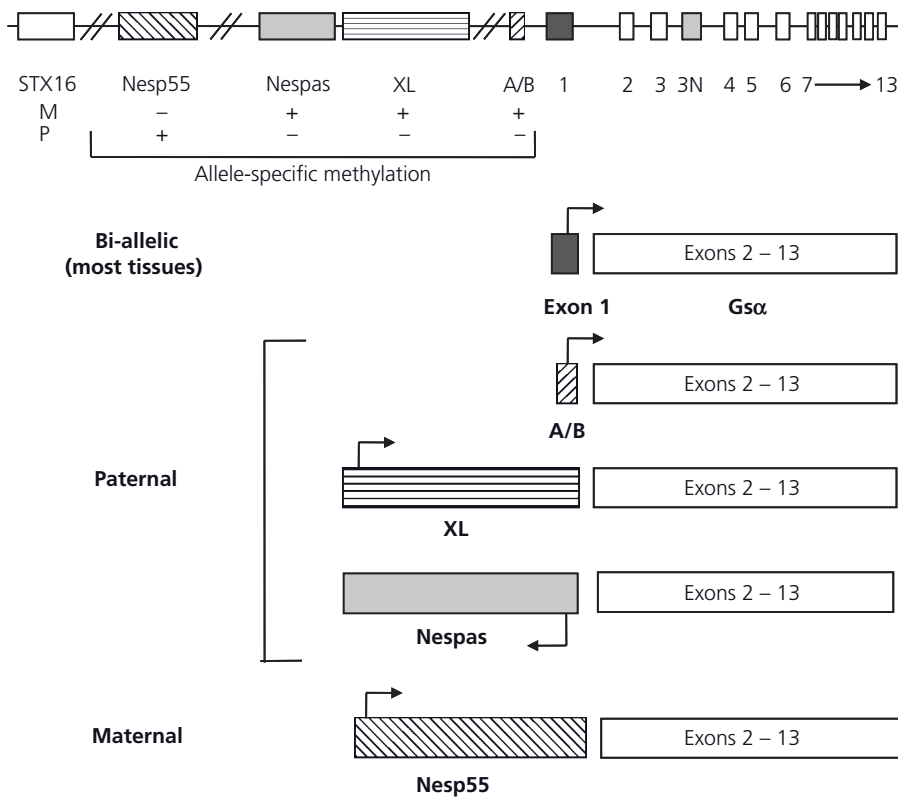 STX16 Nesp55 Nespas XL A/B 1 2 3 3N 4 5 6 7 13
M – + + +
P + – – –
Allele-specific methylation
Bi-allelic
(most tissues)
Exons 2 – 13
Exon 1 Gsα
Exons 2 – 13
A/B
Paternal
Exons 2 – 13
XL
Exons 2 – 13
Nespas
Maternal
Exons 2 – 13
Nesp55